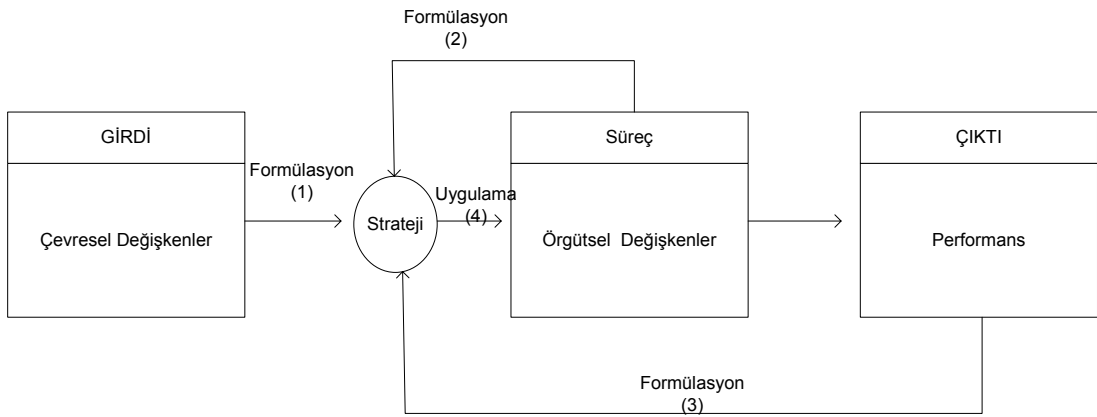 Formülasyon
(2)
GİRDİ
Süreç
ÇIKTI
Formülasyon
(1)
Uygulama
(4)
Strateji
Çevresel Değişkenler
Örgütsel Değişkenler
Performans
Formülasyon
(3)